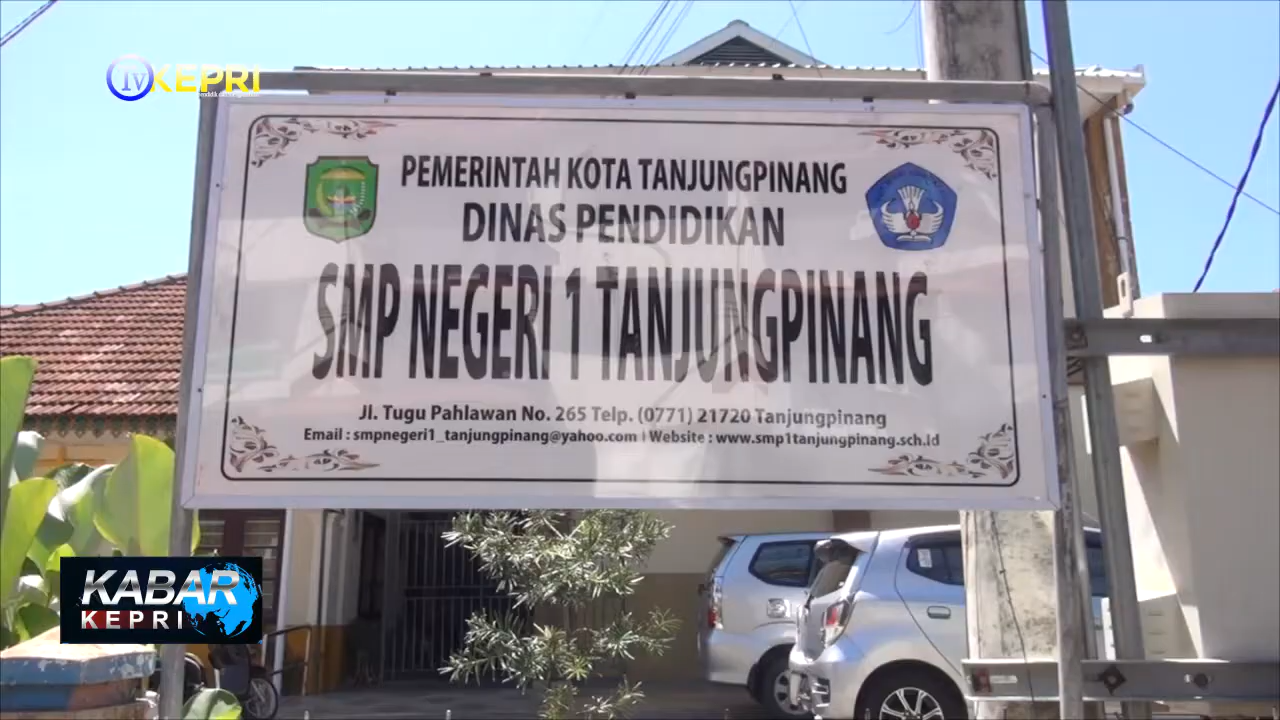 TV KEPRI
PEMERINTAH KOTA TANJUNGPINANG
DINAS PENDIDIKAN
SMP NEGERI 1 TANJUNGPINANG
Jl. Tugu Pahlawan No. 265 Telp. (0771) 21720 Tanjungpinang
Email : smpnegeri1_tanjungpinang@yahoo.com | Website : www.smp1tanjungpinang.sch.id
KABAR
KEPRI